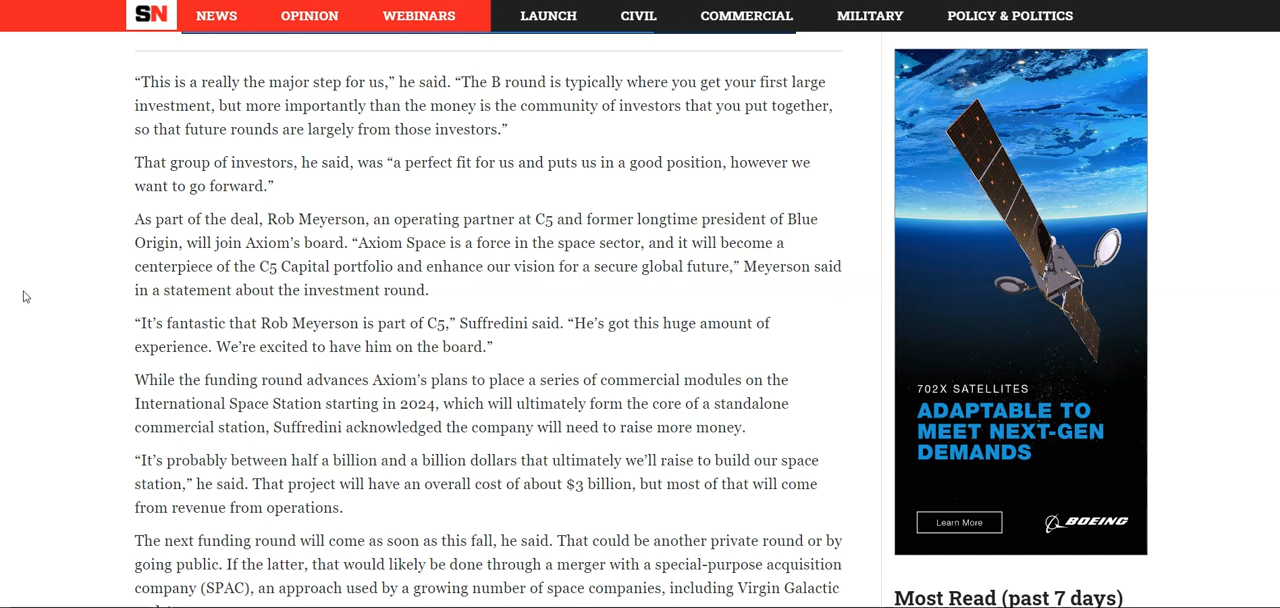 SN NEWS OPINION WEBINARS LAUNCH CIVIL COMMERCIAL MILITARY POLICY & POLITICS
“This is a really the major step for us,” he said. “The B round is typically where you get your first large
investment, but more importantly than the money is the community of investors that you put together,
so that future rounds are largely from those investors.”
That group of investors, he said, was “a perfect fit for us and puts us in a good position, however we
want to go forward.”
As part of the deal, Rob Meyerson, an operating partner at C5 and former longtime president of Blue
Origin, will join Axiom’s board. “Axiom Space is a force in the space sector, and it will become a
centerpiece of the C5 Capital portfolio and enhance our vision for a secure global future,” Meyerson said
in a statement about the investment round.
“It’s fantastic that Rob Meyerson is part of C5,” Suffredini said. “He’s got this huge amount of
experience. We’re excited to have him on the board.”
While the funding round advances Axiom’s plans to place a series of commercial modules on the
International Space Station starting in 2024, which will ultimately form the core of a standalone
commercial station, Suffredini acknowledged the company will need to raise more money.
“It’s probably between half a billion and a billion dollars that ultimately we’ll raise to build our space
station,” he said. That project will have an overall cost of about $3 billion, but most of that will come
from revenue from operations.
The next funding round will come as soon as this fall, he said. That could be another private round or by
going public. If the latter, that would likely be done through a merger with a special-purpose acquisition
company (SPAC), an approach used by a growing number of space companies, including Virgin Galactic
702X SATELLITES
ADAPTABLE TO
MEET NEXT-GEN
DEMANDS
Learn More
BOEING
Most Read (past 7 days)